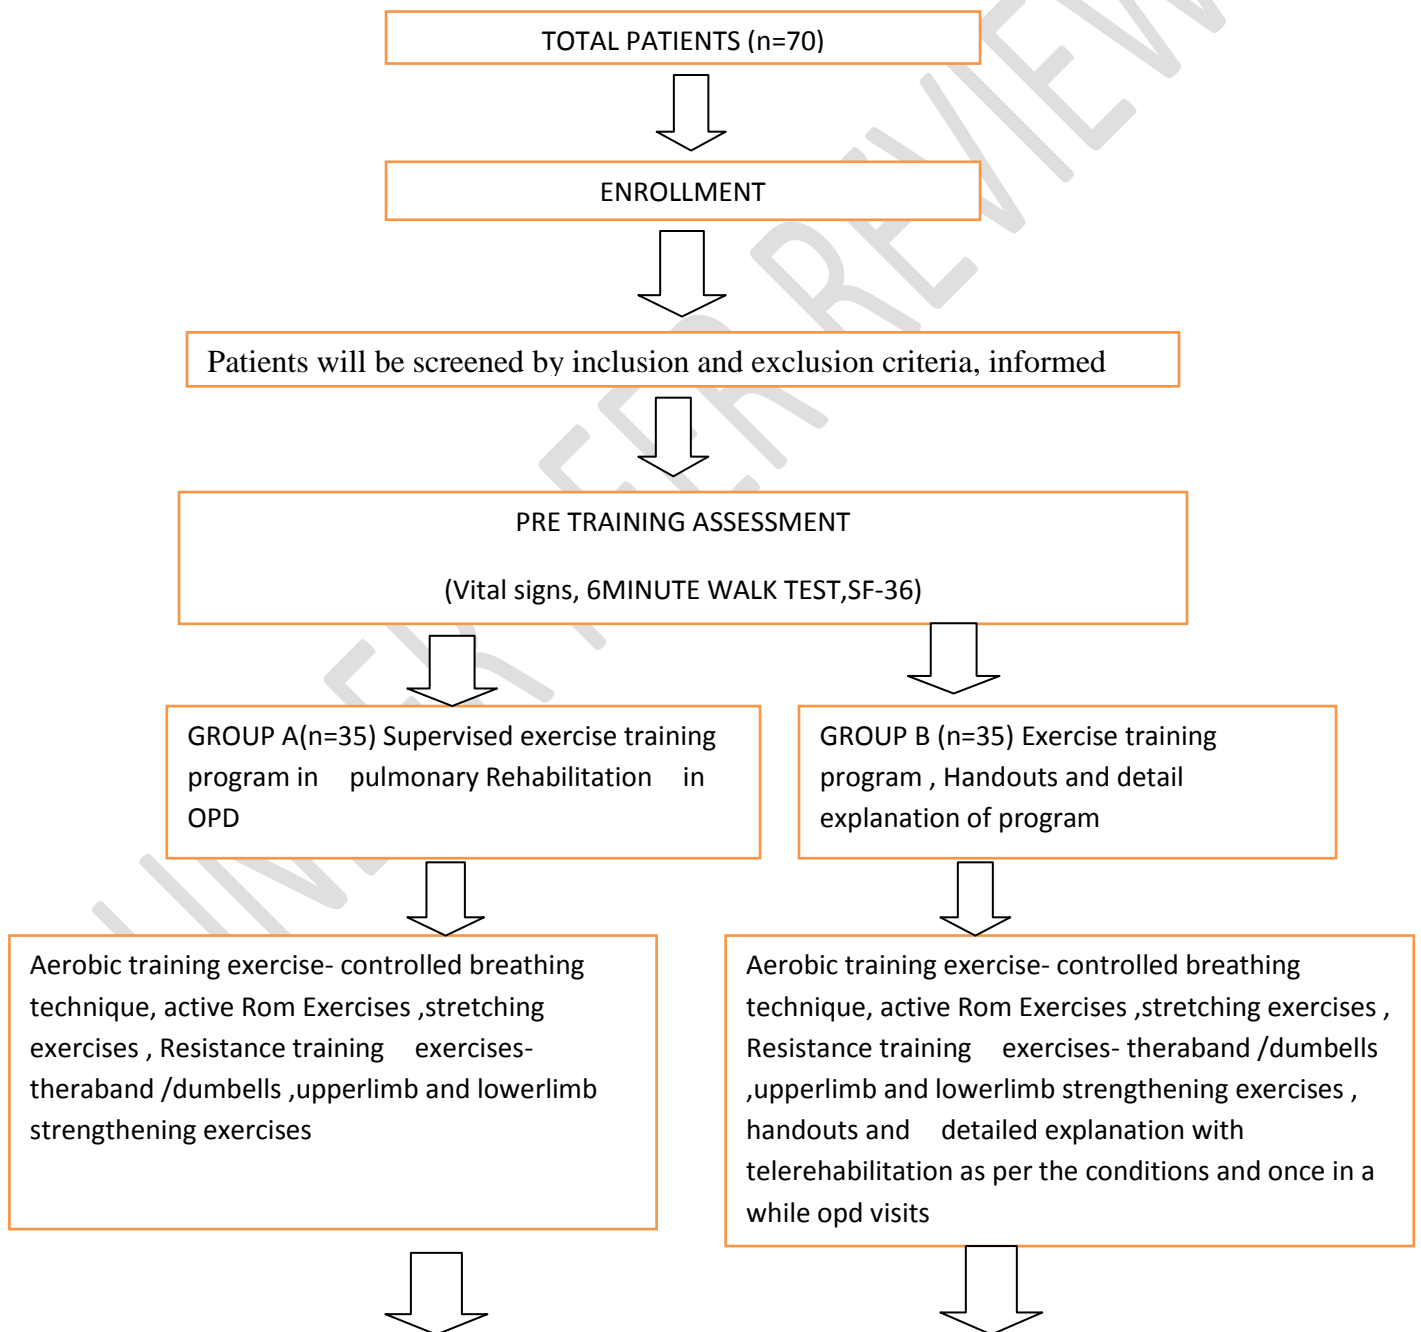 TOTAL PATIENTS (n=70)
ENROLLMENT
Patients will be screened by inclusion and exclusion criteria, informed
PRE TRAINING ASSESSMENT
(Vital signs, 6MINUTE WALK TEST,SF-36)
GROUP A(n=35) Supervised exercise training
program in pulmonary Rehabilitation in
OPD
GROUP B (n=35) Exercise training
program , Handouts and detail
explanation of program
Aerobic training exercise- controlled breathing
technique, active Rom Exercises ,stretching
exercises , Resistance training exercises-
theraband /dumbells ,upperlimb and lowerlimb
strengthening exercises
Aerobic training exercise- controlled breathing
technique, active Rom Exercises ,stretching exercises ,
Resistance training exercises- theraband /dumbells
,upperlimb and lowerlimb strengthening exercises ,
handouts and detailed explanation with
telerehabilitation as per the conditions and once in a
while opd visits